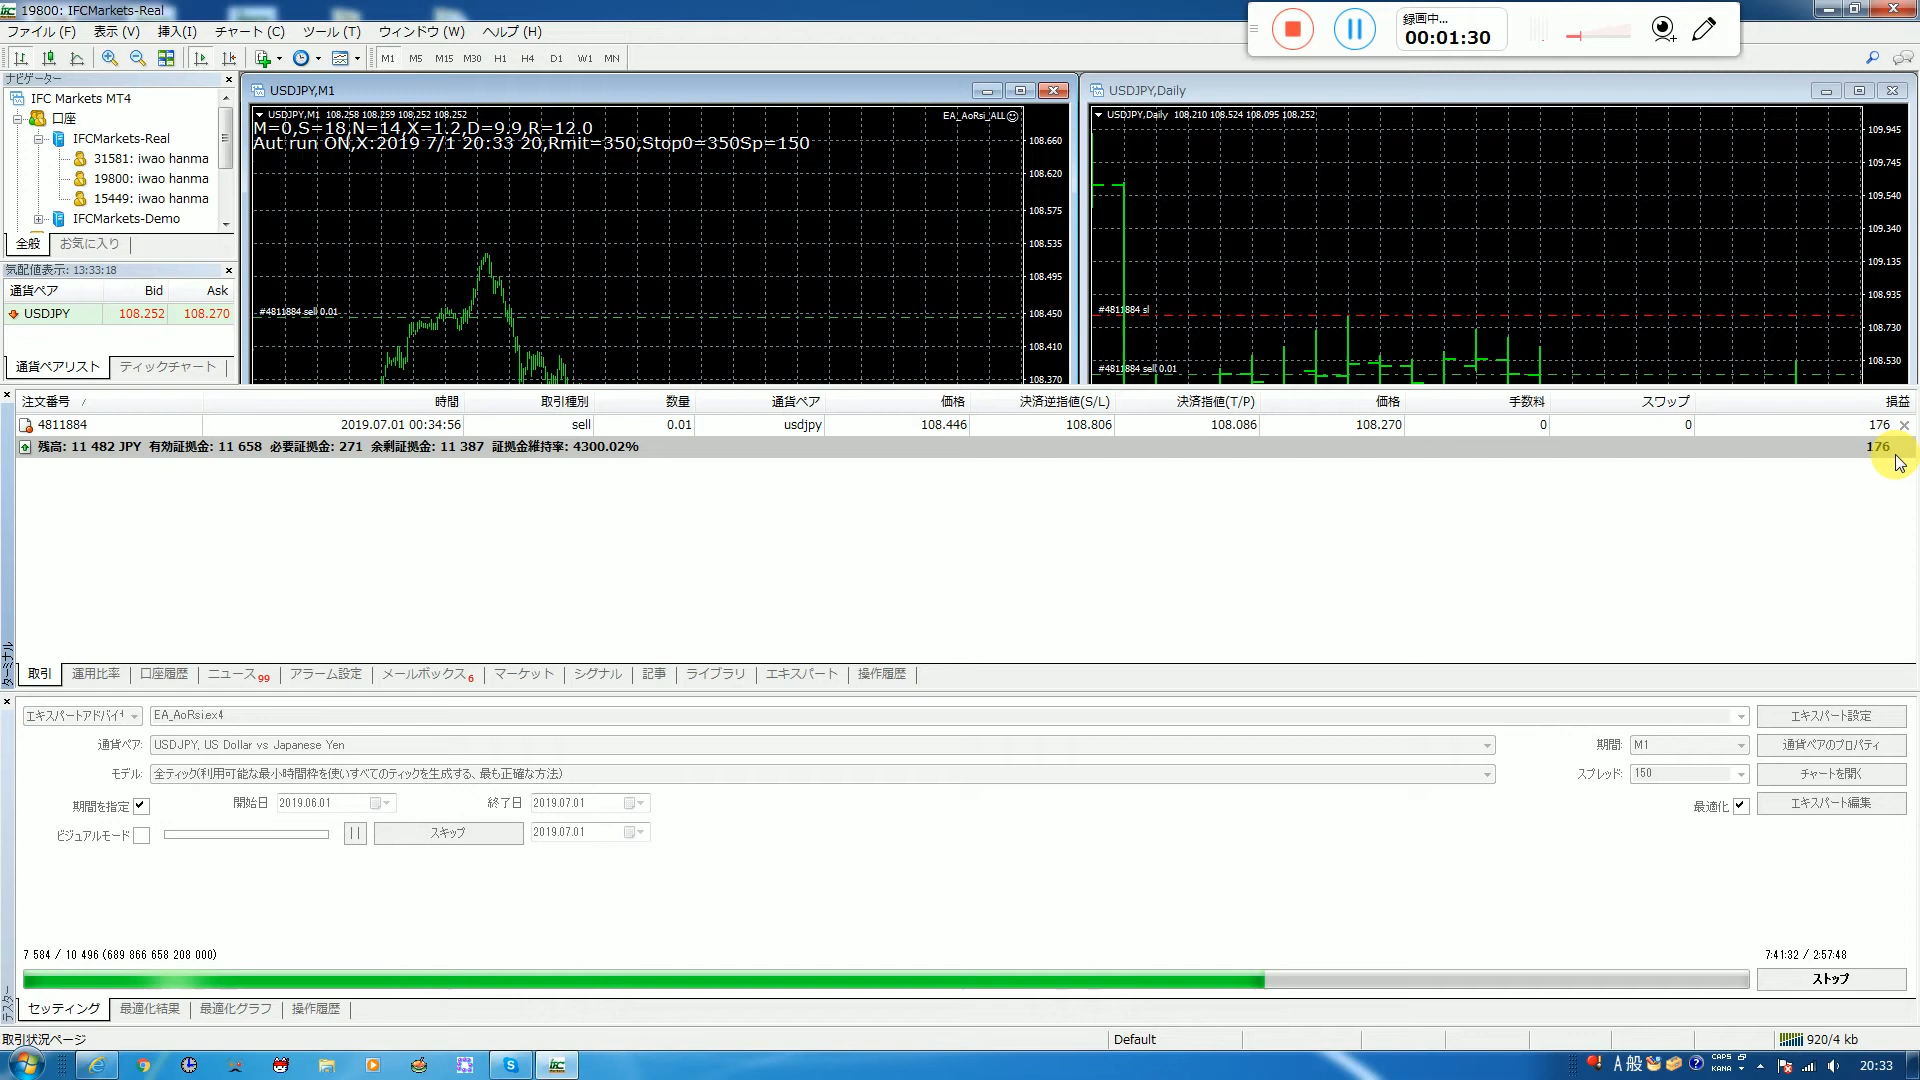 19800: IFCMarkets-Real
ファイル (F) 表示 (V) 挿入(I) チャート (C) ツール (T) ウィンドウ (W) ヘルプ (H)
録画中...
00:01:30
M1 M5 M15 M30 H1 H4 D1 W1 MN
ナビゲーター
IFC Markets MT4
口座
IFCMarkets-Real
31581: iwao hanma
19800: iwao hanma
15449: iwao hanma
IFCMarkets-Demo
全般 お気に入り
気配値表示: 13:33:18
通貨ペア Bid Ask
USDJPY 108.252 108.270
通貨ペアリスト ティックチャート
USDJPY,M1
USDJPY,M1 108.258 108.259 108.252 108.252
EA_AoRsi_ALL
M=0,S=18,N=14,X=1.2,D=9.9,R=12.0
Aut run ON,X:2019 7/1 20:33 20,Rmit=350,Stop0=350Sp=150
#4811884 sell 0.01
108.660
108.620
108.575
108.535
108.495
108.450
108.410
108.370
USDJPY,Daily
USDJPY,Daily 108.210 108.524 108.095 108.252
#4811884 sl
#4811884 sell 0.01
109.945
109.745
109.540
109.340
109.135
108.935
108.730
108.530
注文番号 / 時間 取引種別 数量 通貨ペア 価格 決済逆指値(S/L) 決済指値(T/P) 価格 手数料 スワップ 損益
4811884 2019.07.01 00:34:56 sell 0.01 usdjpy 108.446 108.806 108.086 108.270 0 0 176
残高: 11 482 JPY 有効証拠金: 11 658 必要証拠金: 271 余剰証拠金: 11 387 証拠金維持率: 4300.02% 176
ターミナル
取引 運用比率 口座履歴 ニュース99 アラーム設定 メールボックス6 マーケット シグナル 記事 ライブラリ エキスパート 操作履歴
エキスパートアドバイザ EA_AoRsi.ex4 エキスパート設定
通貨ペア: USDJPY, US Dollar vs Japanese Yen 期間: M1 通貨ペアのプロパティ
モデル: 全ティック(利用可能な最小時間枠を使いすべてのティックを生成する、最も正確な方法) スプレッド: 150 チャートを開く
期間を指定 開始日 2019.06.01 終了日 2019.07.01 最適化 エキスパート編集
ビジュアルモード スキップ 2019.07.01
7 584 / 10 496 (689 866 658 208 000) 7:41:32 / 2:57:48
ストップ
テスター
セッティング 最適化結果 最適化グラフ 操作履歴
取引状況ページ Default 920/4 kb
A 般 CAPS KANA 20:33